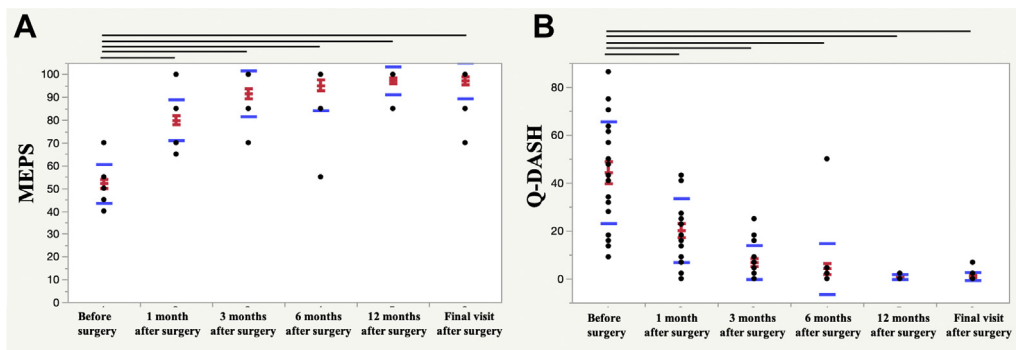 A
B
MEPS
100
90
80
70
60
50
40
30
20
10
0
Before surgery
1 month after surgery
3 months after surgery
6 months after surgery
12 months after surgery
Final visit after surgery
Q-DASH
80
60
40
20
0
Before surgery
1 month after surgery
3 months after surgery
6 months after surgery
12 months after surgery
Final visit after surgery